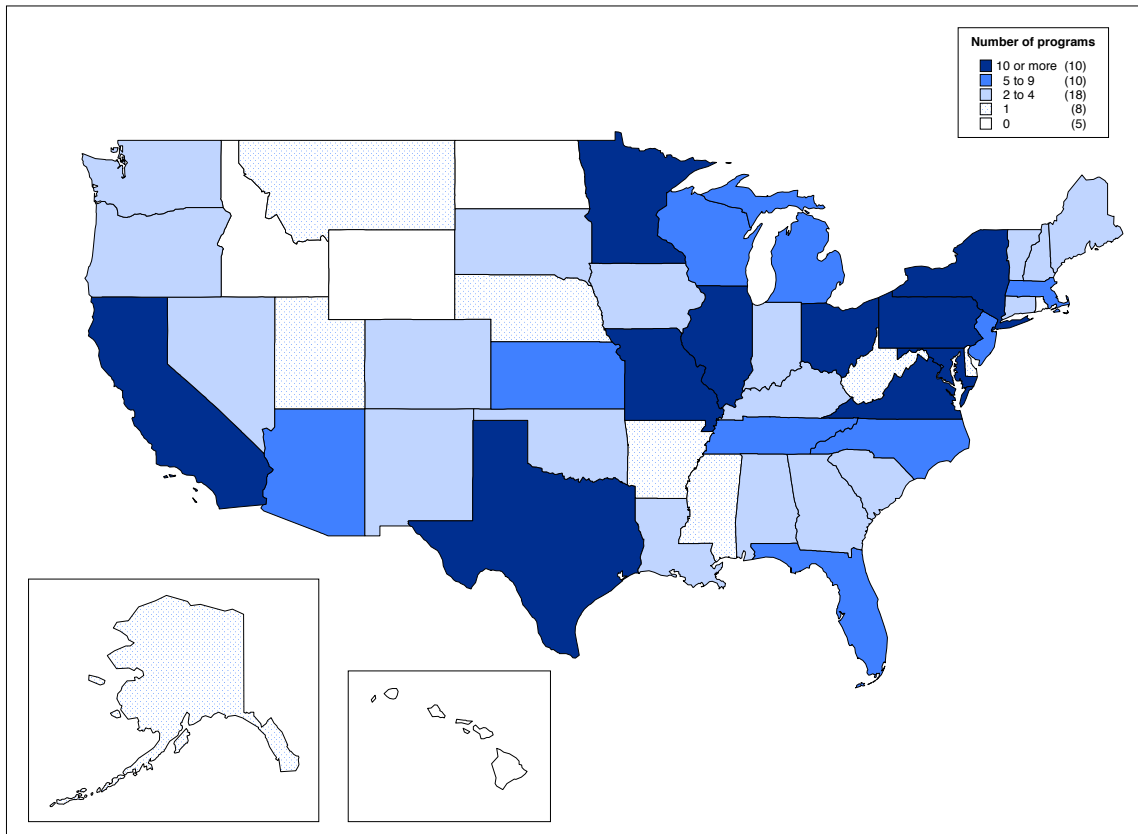 Number of programs
10 or more (10)
5 to 9 (10)
2 to 4 (18)
1 (8)
0 (5)